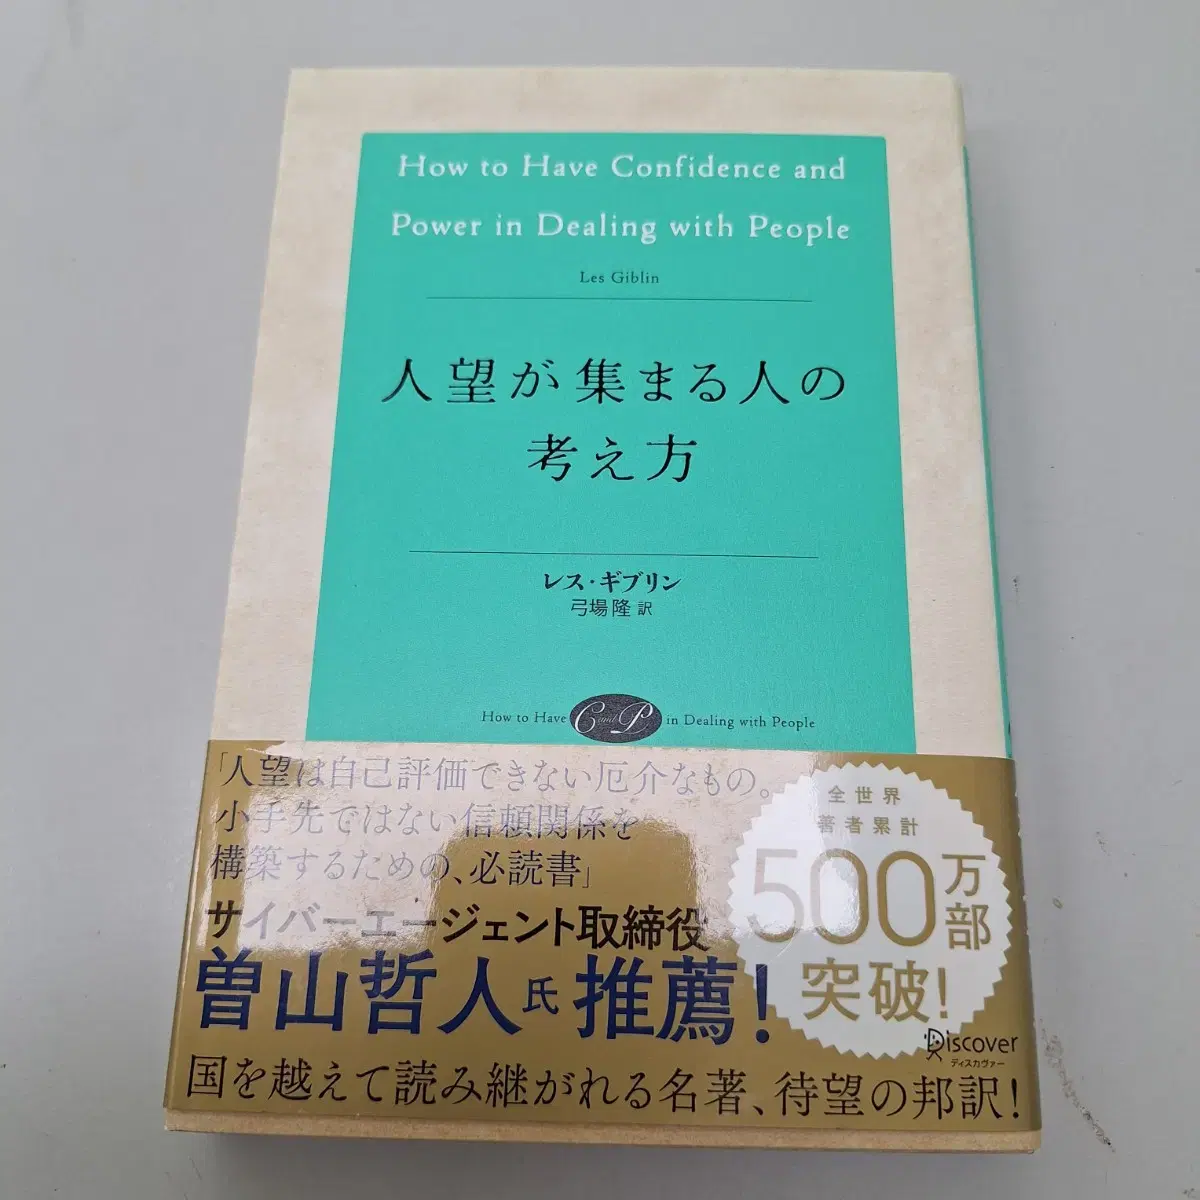 How to Have Confidence and
Power in Dealing with People
Les Giblin
人望が集まる人の
考え方
レス・ギブリン
弓場隆 訳
How to Have C and P in Dealing with People
「人望は自己評価できない厄介なもの。
小手先ではない信頼関係を
構築するための、必読書」
サイバーエージェント取締役
曽山哲人氏 推薦!
全世界
著者累計
500万部
突破!
Discover
ディスカヴァー
国を越えて読み継がれる名著、待望の邦訳!